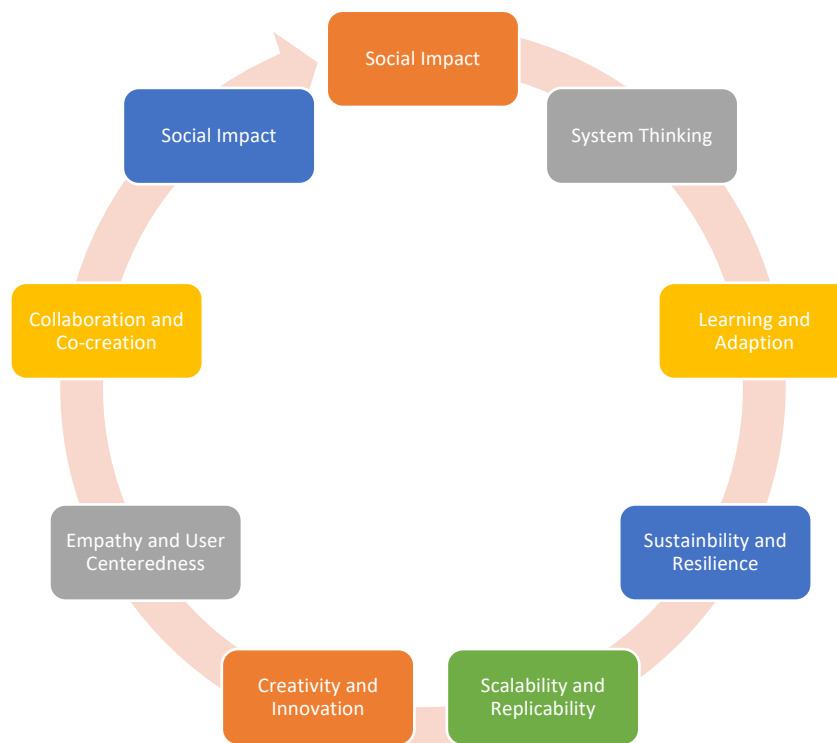 Social Impact
System Thinking
Learning and
Adaption
Sustainbility and
Resilience
Scalability and
Replicability
Creativity and
Innovation
Empathy and User
Centeredness
Collaboration and
Co-creation
Social Impact